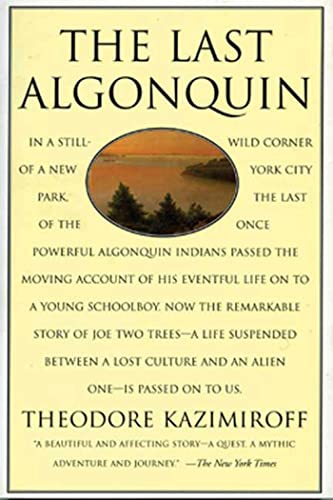 THE LAST
ALGONQUIN
IN A STILL- WILD CORNER
OF A NEW YORK CITY
PARK, THE LAST
OF THE ONCE
POWERFUL ALGONQUIN INDIANS PASSED THE
MOVING ACCOUNT OF HIS EVENTFUL LIFE ON TO
A YOUNG SCHOOLBOY. NOW THE REMARKABLE
STORY OF JOE TWO TREES—A LIFE SUSPENDED
BETWEEN A LOST CULTURE AND AN ALIEN
ONE—IS PASSED ON TO US.
THEODORE KAZIMIROFF
"A BEAUTIFUL AND AFFECTING STORY—A QUEST, A MYTHIC
ADVENTURE AND JOURNEY."—The New York Times